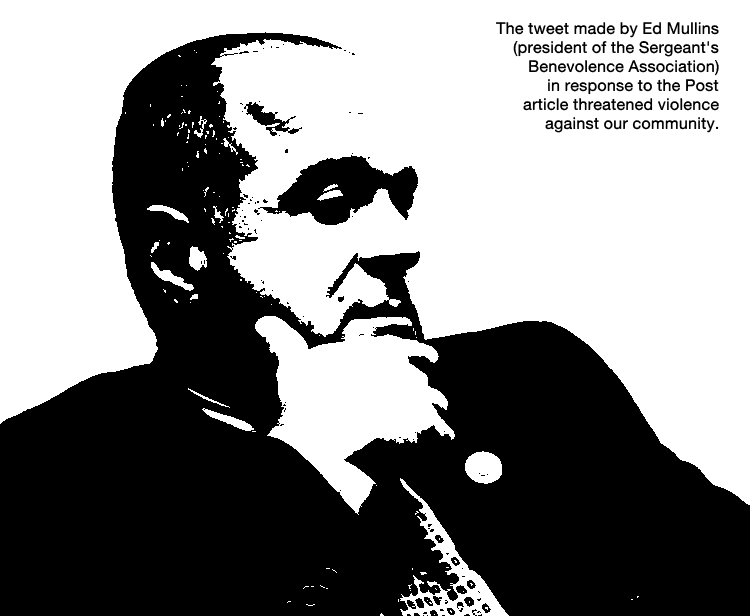 The tweet made by Ed Mullins
(president of the Sergeant's
Benevolence Association)
in response to the Post
article threatened violence
against our community.